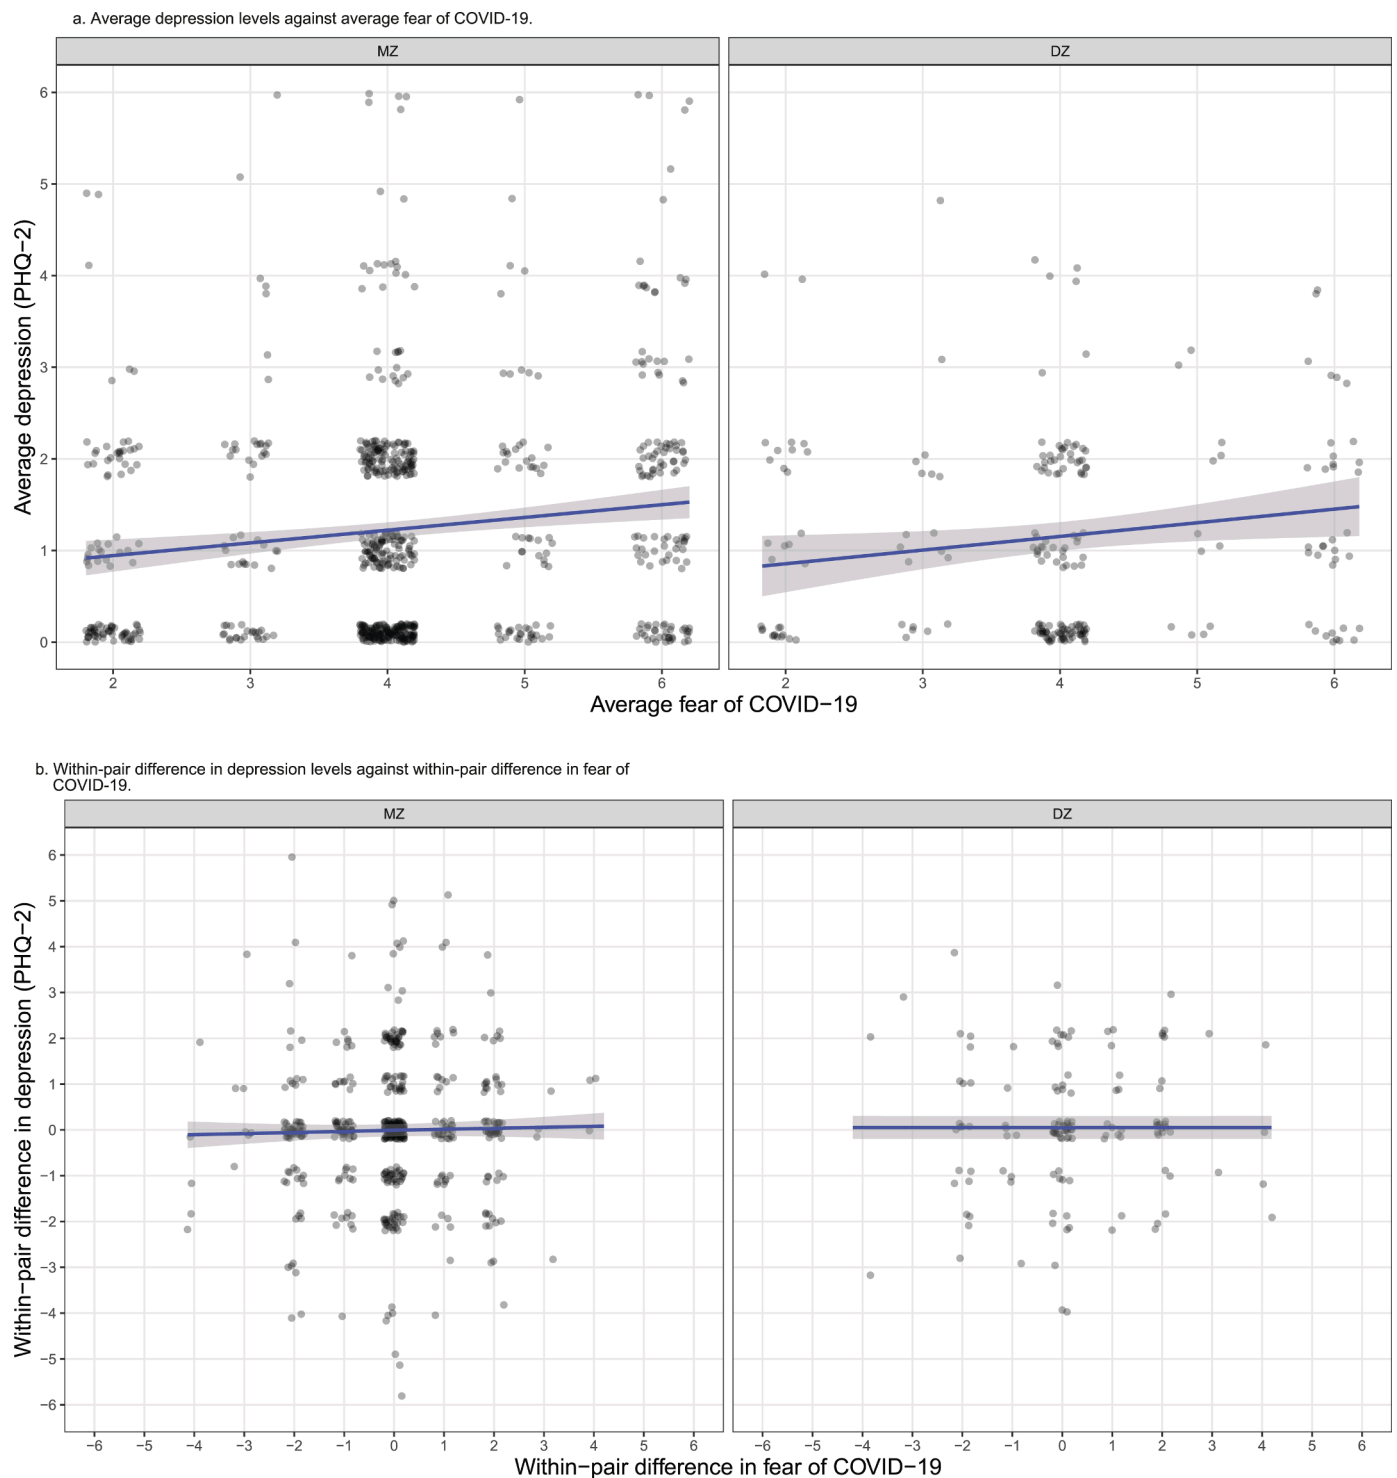 a. Average depression levels against average fear of COVID-19.
MZ
DZ
6
5
4
3
2
1
0
Average depression (PHQ−2)
2 3 4 5 6
2 3 4 5 6
Average fear of COVID−19
b. Within-pair difference in depression levels against within-pair difference in fear of
COVID-19.
MZ
DZ
6
5
4
3
2
1
0
−1
−2
−3
−4
−5
−6
Within−pair difference in depression (PHQ−2)
−6 −5 −4 −3 −2 −1 0 1 2 3 4 5 6
−6 −5 −4 −3 −2 −1 0 1 2 3 4 5 6
Within−pair difference in fear of COVID−19